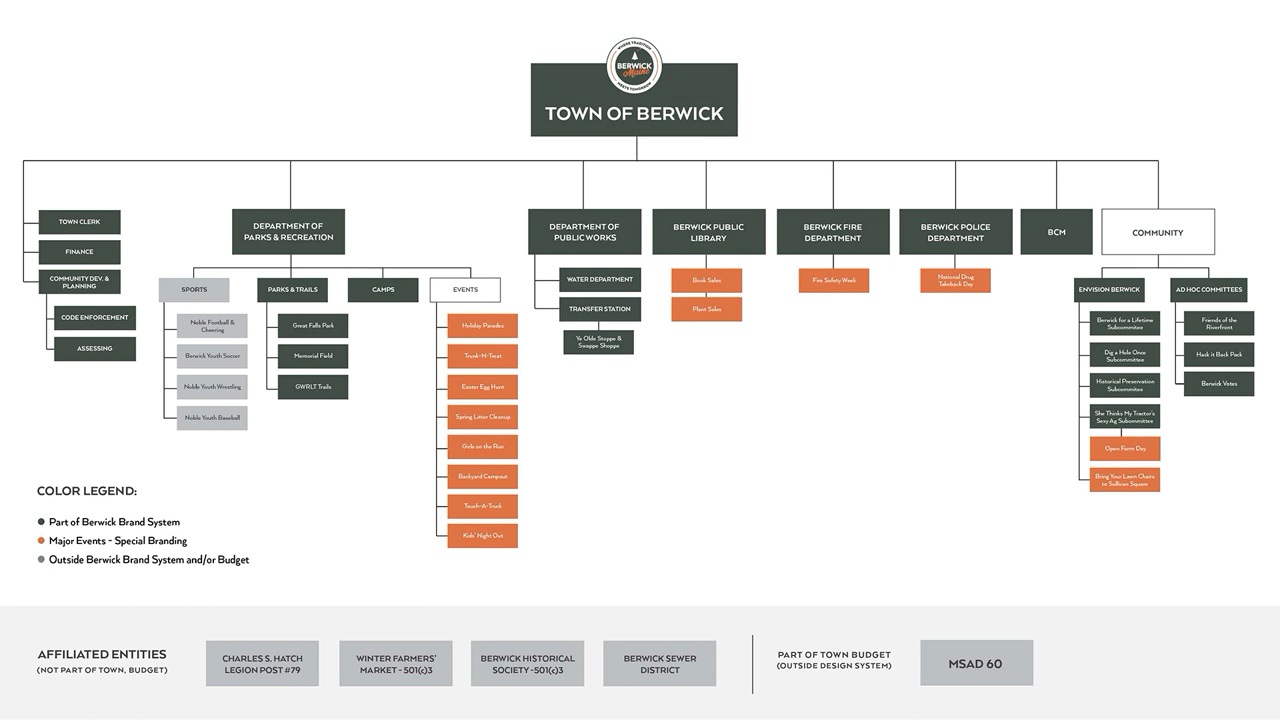 WHERE TRADITION
BERWICK
Maine
MEETS TOMORROW
TOWN OF BERWICK
TOWN CLERK
FINANCE
COMMUNITY DEV. &
PLANNING
CODE ENFORCEMENT
ASSESSING
DEPARTMENT OF
PARKS & RECREATION
SPORTS
Noble Football &
Cheering
Berwick Youth Soccer
Noble Youth Wrestling
Noble Youth Baseball
PARKS & TRAILS
Great Falls Park
Memorial Field
GWRLT Trails
CAMPS
EVENTS
Holiday Parades
Trunk-N-Treat
Easter Egg Hunt
Spring Litter Cleanup
Girls on the Run
Backyard Campout
Touch-A-Truck
Kids' Night Out
DEPARTMENT OF
PUBLIC WORKS
WATER DEPARTMENT
TRANSFER STATION
Ye Olde Stoppe &
Swappe Shoppe
BERWICK PUBLIC
LIBRARY
Book Sales
Plant Sales
BERWICK FIRE
DEPARTMENT
Fire Safety Week
BERWICK POLICE
DEPARTMENT
National Drug
Takeback Day
BCM
COMMUNITY
ENVISION BERWICK
Berwick for a Lifetime
Subcommitee
Dig a Hole Once
Subcommittee
Historical Preservation
Subcommitee
She Thinks My Tractor's
Sexy Ag Subommittee
Open Farm Day
Bring Your Lawn Chairs
to Sullivan Square
AD HOC COMMITTEES
Friends of the
Riverfront
Hack it Back Pack
Berwick Votes
COLOR LEGEND:
Part of Berwick Brand System
Major Events - Special Branding
Outside Berwick Brand System and/or Budget
AFFILIATED ENTITIES
(NOT PART OF TOWN, BUDGET)
CHARLES S. HATCH
LEGION POST #79
WINTER FARMERS'
MARKET - 501(c)3
BERWICK HISTORICAL
SOCIETY -501(c)3
BERWICK SEWER
DISTRICT
PART OF TOWN BUDGET
(OUTSIDE DESIGN SYSTEM)
MSAD 60